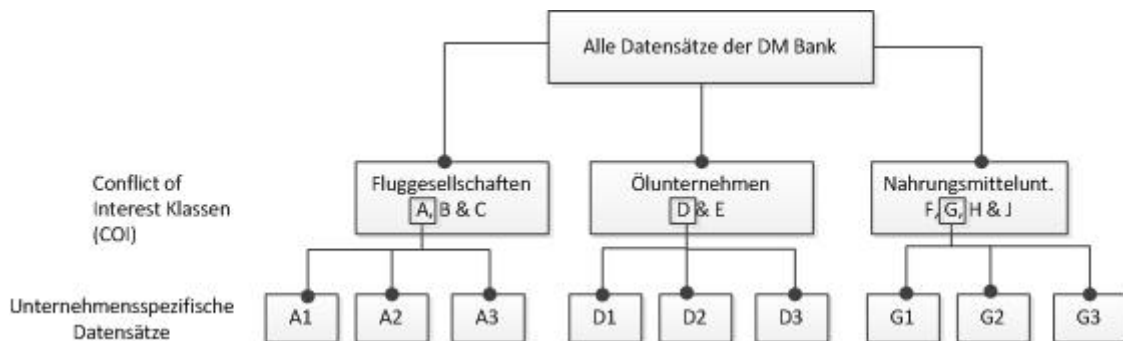 Alle Datensätze der DM Bank
Conflict of
Interest Klassen
(COI)
Fluggesellschaften
A, B & C
Ölunternehmen
D & E
Nahrungsmittelunt.
F, G, H & J
Unternehmensspezifische
Datensätze
A1
A2
A3
D1
D2
D3
G1
G2
G3